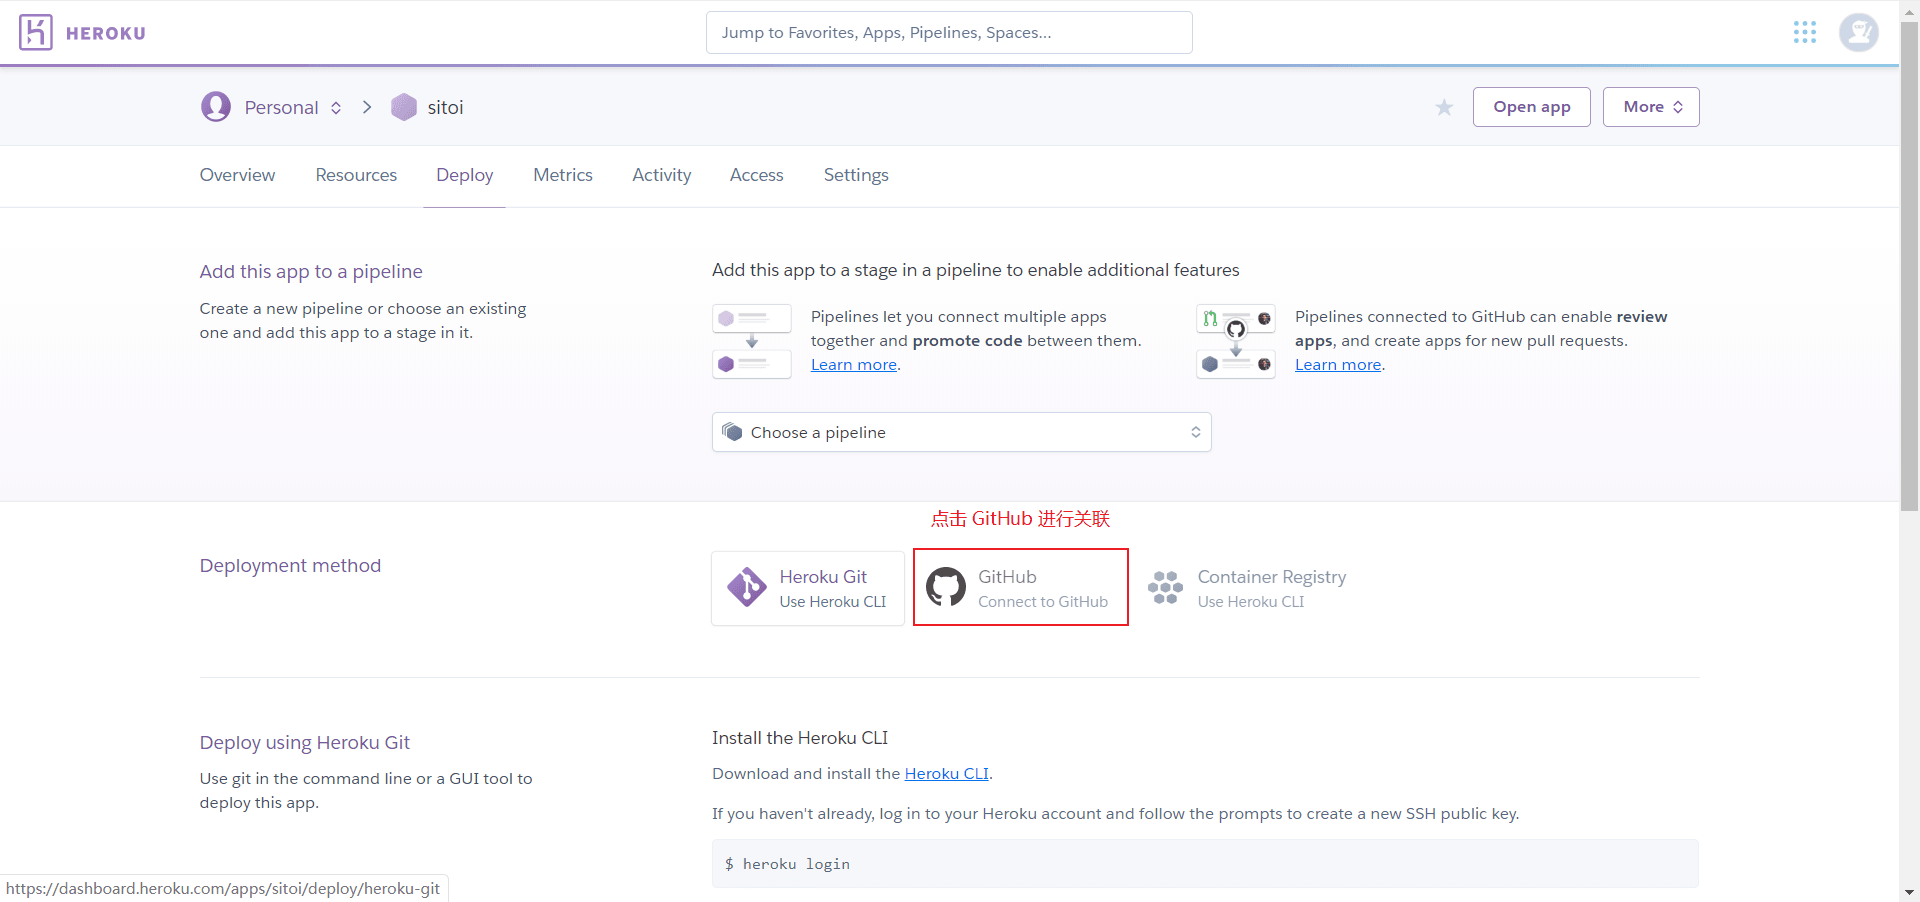 HEROKU
Jump to Favorites, Apps, Pipelines, Spaces...
Personal
sitoi
Open app
More
Overview
Resources
Deploy
Metrics
Activity
Access
Settings
Add this app to a pipeline
Create a new pipeline or choose an existing
one and add this app to a stage in it.
Add this app to a stage in a pipeline to enable additional features
Pipelines let you connect multiple apps
together and promote code between them.
Learn more.
Pipelines connected to GitHub can enable review
apps, and create apps for new pull requests.
Learn more.
Choose a pipeline
点击 GitHub 进行关联
Deployment method
Heroku Git
Use Heroku CLI
GitHub
Connect to GitHub
Container Registry
Use Heroku CLI
Deploy using Heroku Git
Use git in the command line or a GUI tool to
deploy this app.
Install the Heroku CLI
Download and install the Heroku CLI.
If you haven't already, log in to your Heroku account and follow the prompts to create a new SSH public key.
$ heroku login
https://dashboard.heroku.com/apps/sitoi/deploy/heroku-git